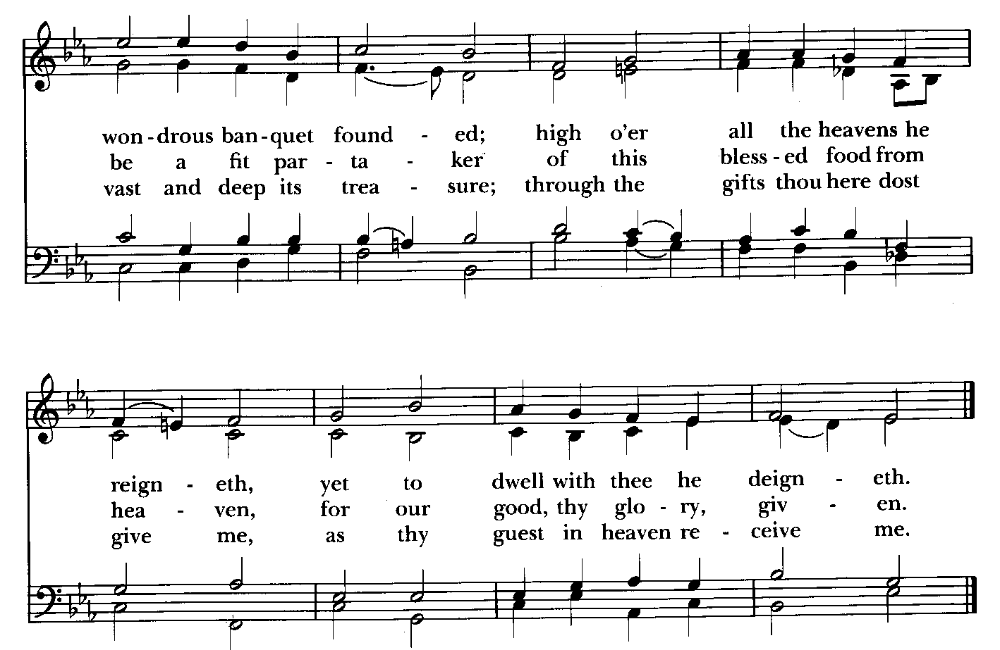 won - drous ban - quet found - ed; high o’er all the heavens he
be a fit par - ta - ker of this bless - ed food from
vast and deep its trea - sure; through the gifts thou here dost
reign - eth, yet to dwell with thee he deign - eth.
hea - ven, for our good, thy glo - ry, giv - en.
give me, as thy guest in heaven re - ceive me.